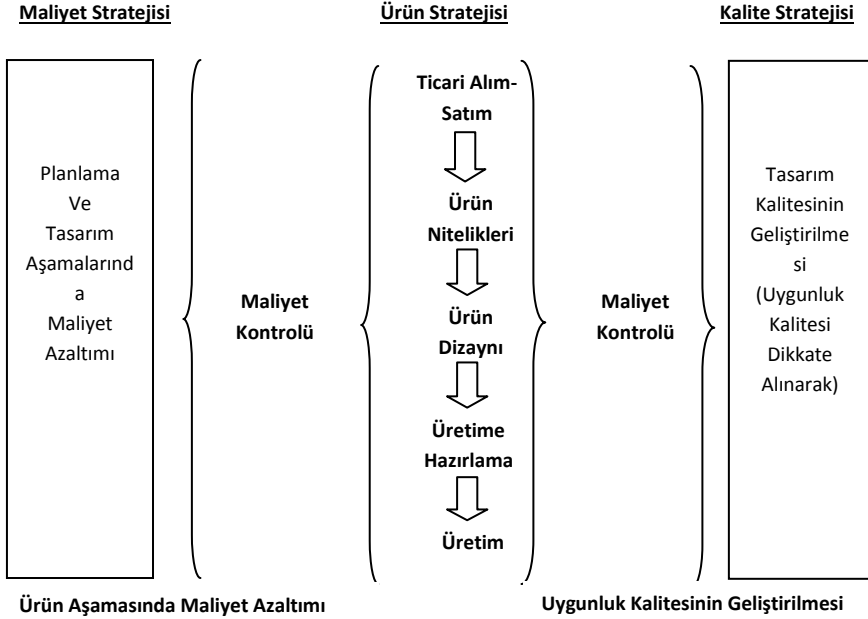 Maliyet Stratejisi
Ürün Stratejisi
Kalite Stratejisi
Planlama
Ve
Tasarım
Aşamalarınd
a
Maliyet
Azaltımı
Maliyet
Kontrolü
Ticari Alım-
Satım
Ürün
Nitelikleri
Ürün
Dizaynı
Üretime
Hazırlama
Üretim
Maliyet
Kontrolü
Tasarım
Kalitesinin
Geliştirilme
si
(Uygunluk
Kalitesi
Dikkate
Alınarak)
Ürün Aşamasında Maliyet Azaltımı
Uygunluk Kalitesinin Geliştirilmesi